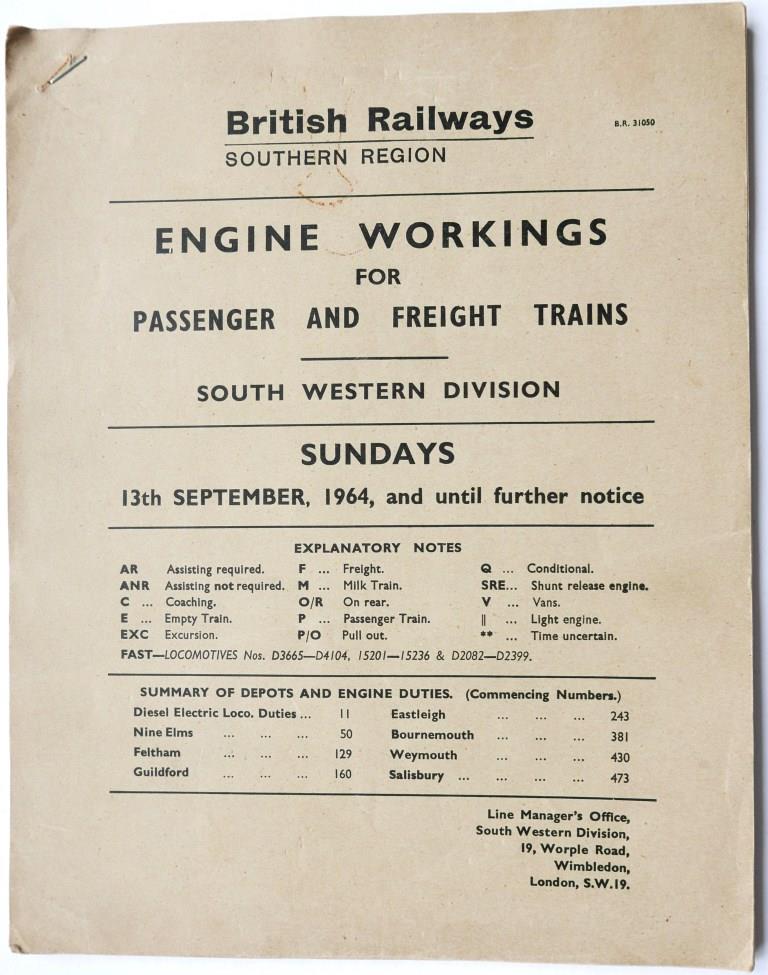 British Railways
B.R. 31050
SOUTHERN REGION
ENGINE WORKINGS
FOR
PASSENGER AND FREIGHT TRAINS
SOUTH WESTERN DIVISION
SUNDAYS
13th SEPTEMBER, 1964, and until further notice
EXPLANATORY NOTES
AR Assisting required. F ... Freight. Q ... Conditional.
ANR Assisting not required. M ... Milk Train. SRE... Shunt release engine.
C ... Coaching. O/R On rear. V ... Vans.
E ... Empty Train. P ... Passenger Train. || ... Light engine.
EXC Excursion. P/O Pull out. ** ... Time uncertain.
FAST—LOCOMOTIVES Nos. D3665—D4104, 15201—15236 & D2082—D2399.
SUMMARY OF DEPOTS AND ENGINE DUTIES. (Commencing Numbers.)
Diesel Electric Loco. Duties ... 11 Eastleigh ... ... ... 243
Nine Elms ... ... ... 50 Bournemouth ... ... ... 381
Feltham ... ... ... 129 Weymouth ... ... ... 430
Guildford ... ... ... 160 Salisbury ... ... ... ... 473
Line Manager's Office,
South Western Division,
19, Worple Road,
Wimbledon,
London, S.W.19.